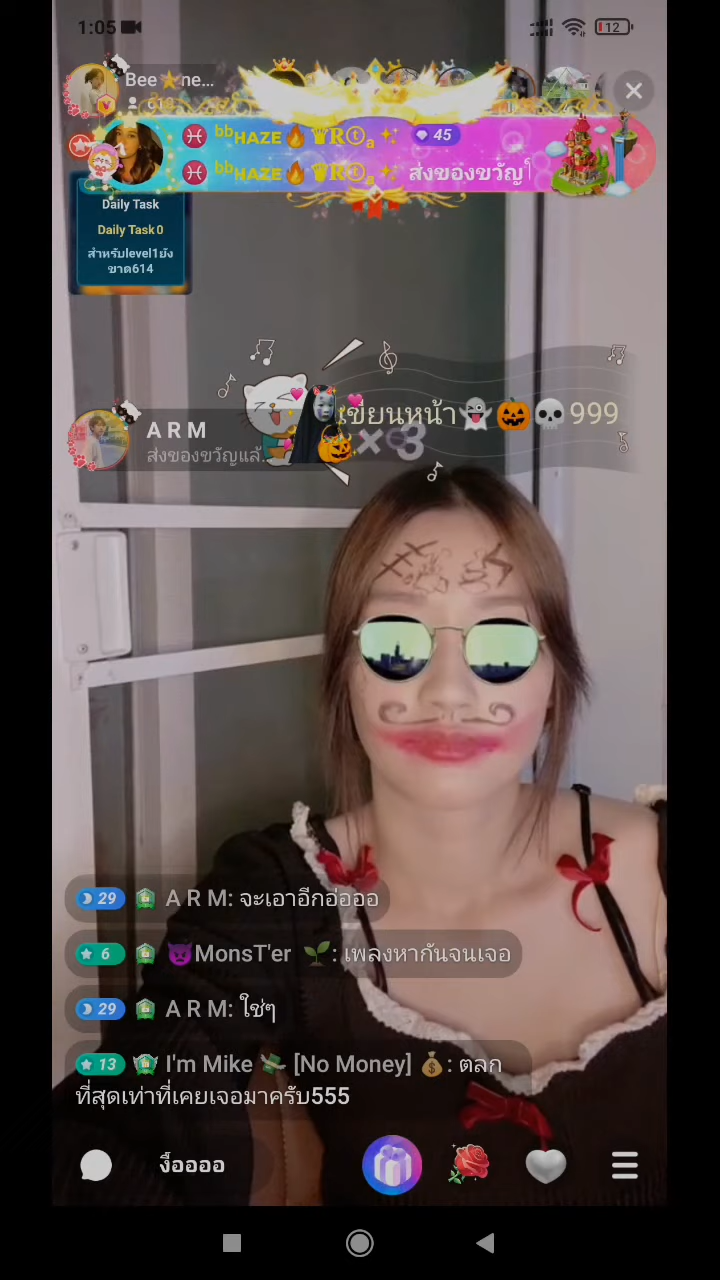 1:05
12
Bee⭐ne...
613
♓ ᵇᵇHAZE🔥♛Rⓣₐ✨ 45
♓ ᵇᵇHAZE🔥♛Rⓣₐ✨ ส่งของขวัญ
Daily Task
Daily Task 0
สำหรับlevel1ยัง
ขาด614
เขียนหน้า👻🎃💀999
A R M
ส่งของขวัญแล้...
×3
29 A R M: จะเอาอีกอ่อออ
6 😈MonsT'er 🌱: เพลงหากันจนเจอ
29 A R M: ใช่ๆ
13 I'm Mike 💸 [No Money] 💰: ตลก
ที่สุดเท่าที่เคยเจอมาครับ555
งื้ออออ